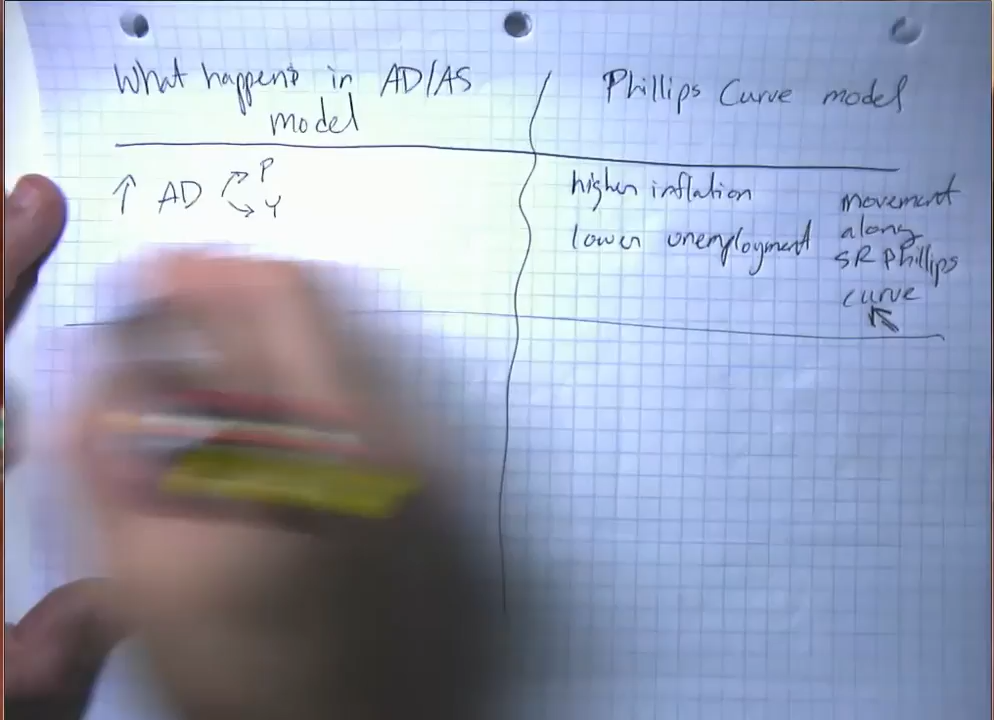 What happens in AD/AS
model
Phillips Curve model
↑ AD
P
Y
higher inflation
lower unemployment
movement
along
SR Phillips
curve